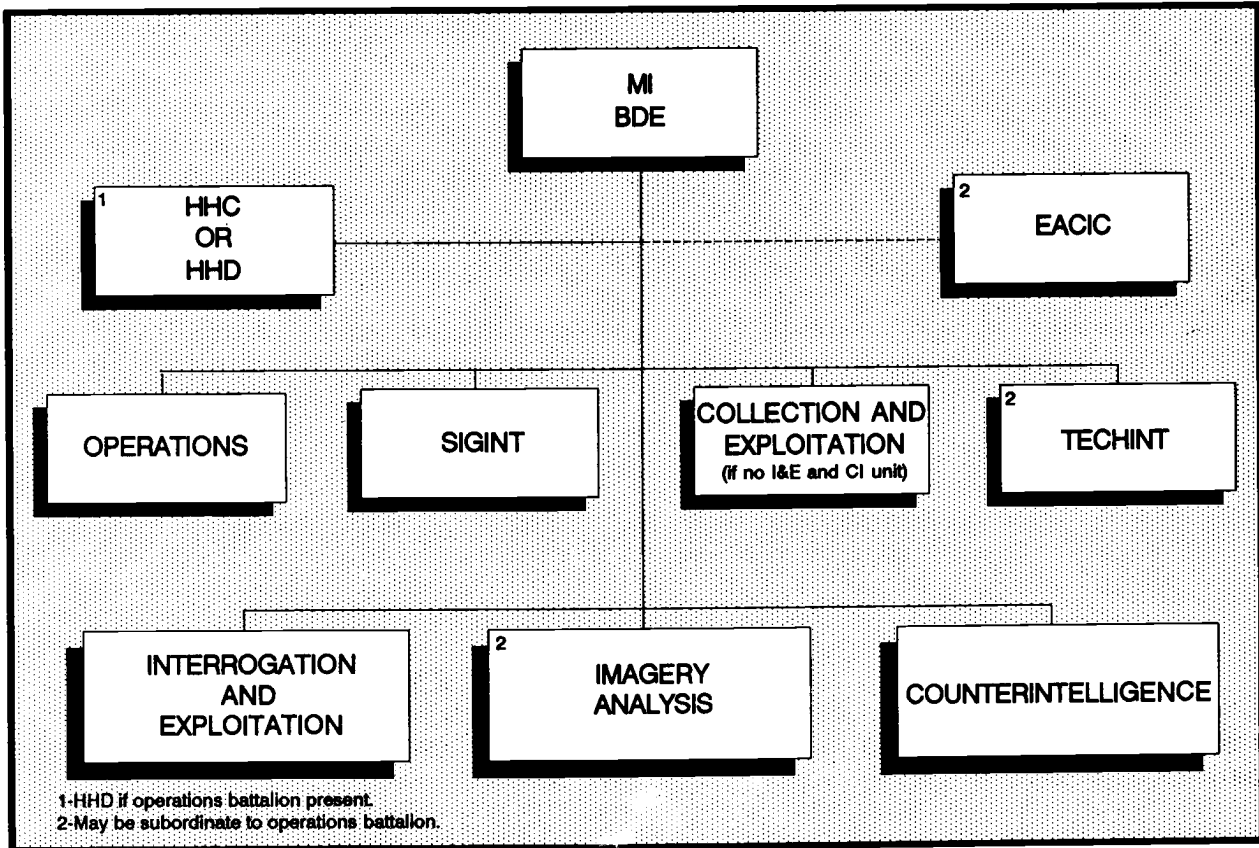 MI
BDE
1
HHC
OR
HHD
2
EACIC
OPERATIONS
SIGINT
COLLECTION AND
EXPLOITATION
(if no I&E and CI unit)
2
TECHINT
INTERROGATION
AND
EXPLOITATION
2
IMAGERY
ANALYSIS
COUNTERINTELLIGENCE
1-HHD if operations battalion present.
2-May be subordinate to operations battalion.